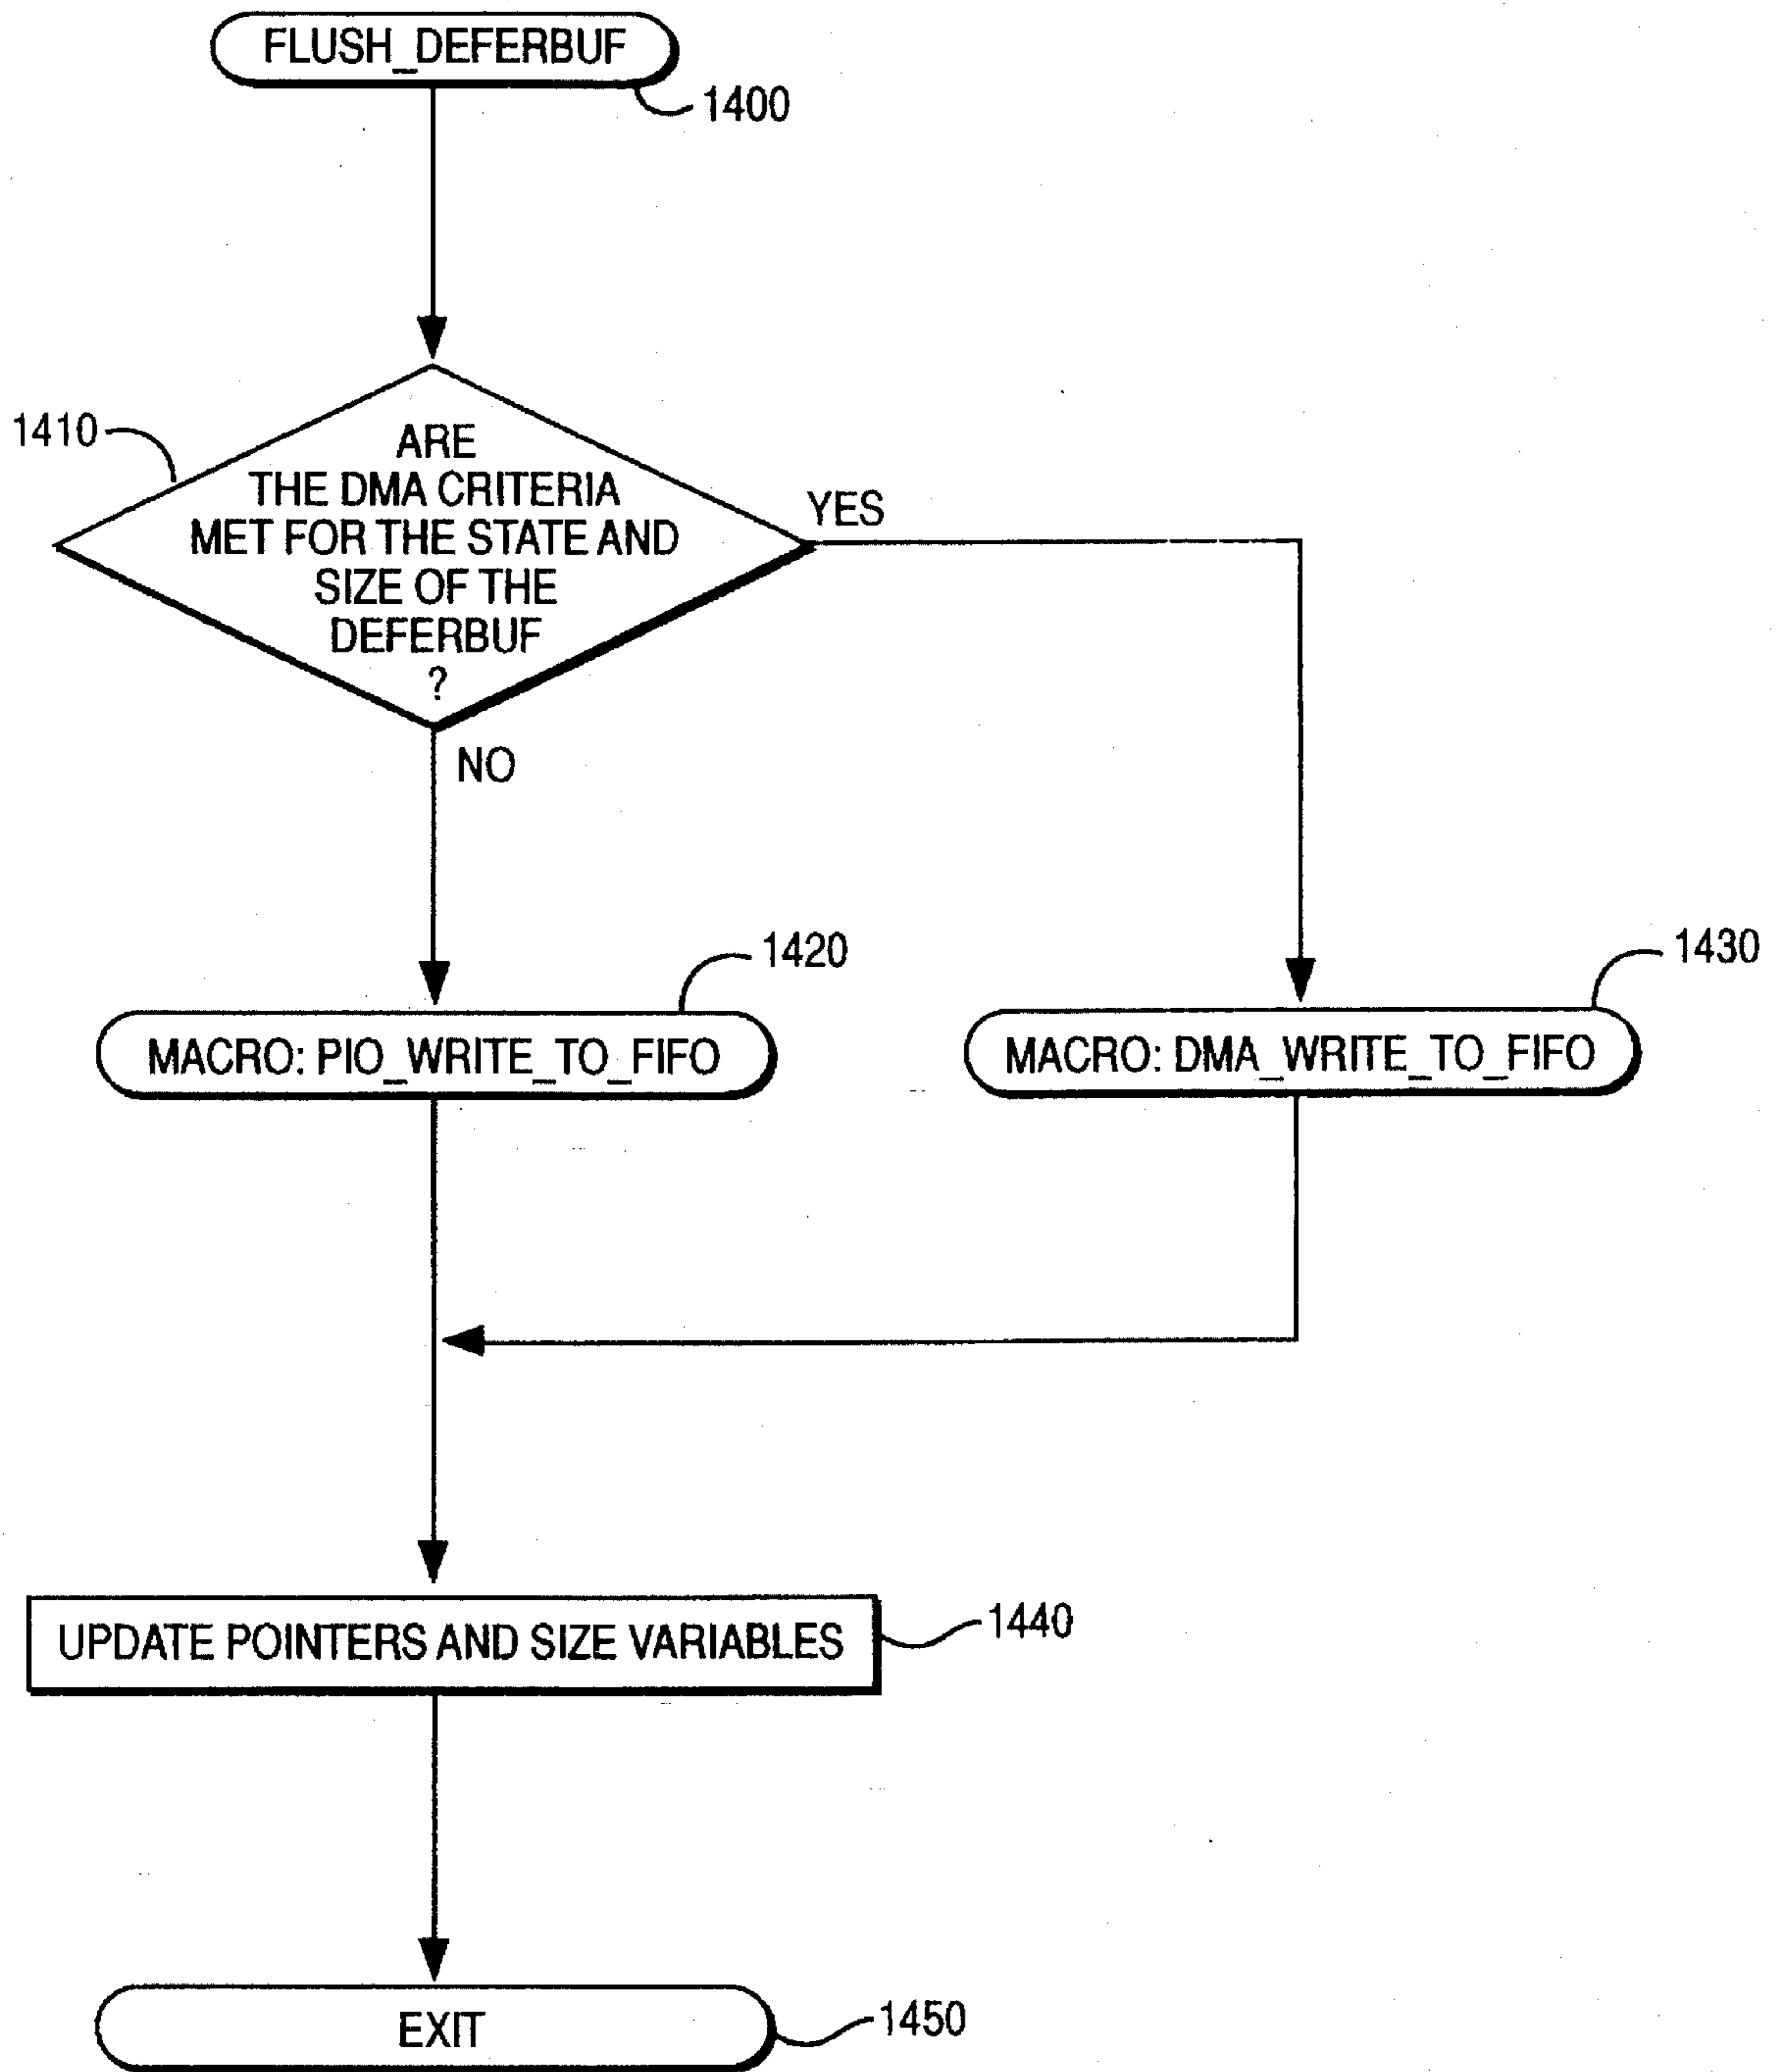 FLUSH_DEFERBUF
1400
1410
ARE
THE DMA CRITERIA
MET FOR THE STATE AND
SIZE OF THE
DEFERBUF
?
YES
NO
1420
1430
MACRO: PIO_WRITE_TO_FIFO
MACRO: DMA_WRITE_TO_FIFO
UPDATE POINTERS AND SIZE VARIABLES
1440
EXIT
1450